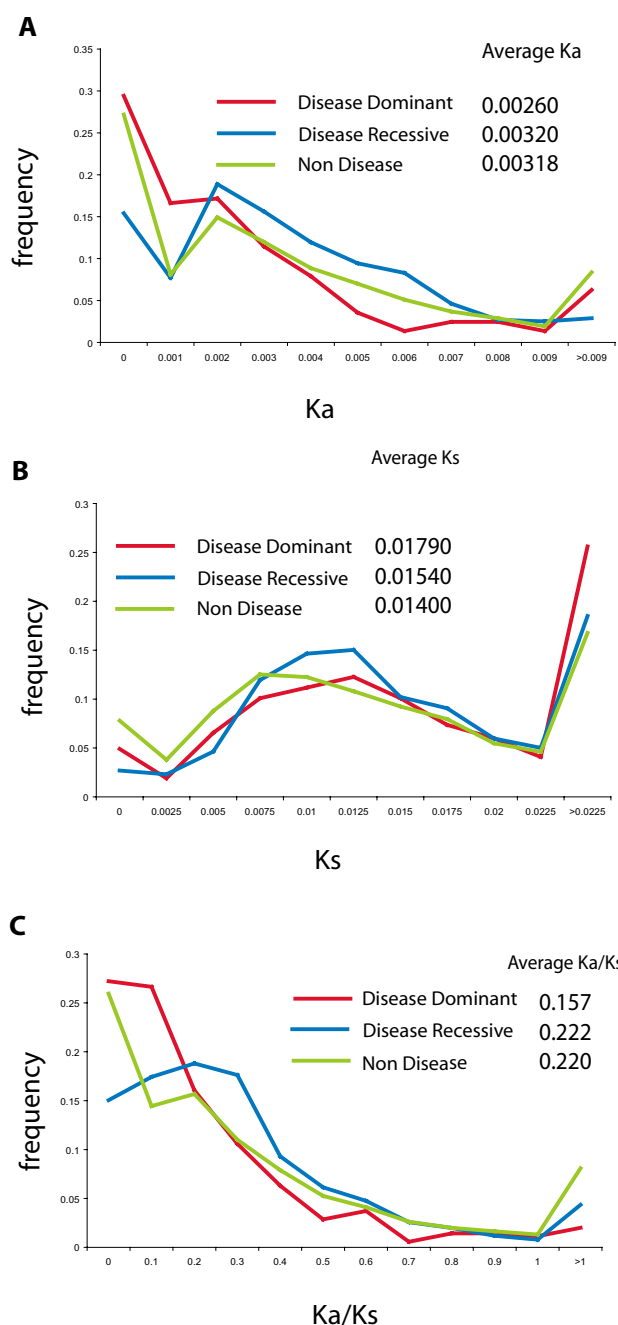 A
Average Ka
0.35
0.3
0.25
0.2
0.15
0.1
0.05
0
frequency
Disease Dominant 0.00260
Disease Recessive 0.00320
Non Disease 0.00318
0 0.001 0.002 0.003 0.004 0.005 0.006 0.007 0.008 0.009 >0.009
Ka
B
Average Ks
0.3
0.25
0.2
0.15
0.1
0.05
0
frequency
Disease Dominant 0.01790
Disease Recessive 0.01540
Non Disease 0.01400
0 0.0025 0.005 0.0075 0.01 0.0125 0.015 0.0175 0.02 0.0225 >0.0225
Ks
C
Average Ka/Ks
0.3
0.25
0.2
0.15
0.1
0.05
0
frequency
Disease Dominant 0.157
Disease Recessive 0.222
Non Disease 0.220
0 0.1 0.2 0.3 0.4 0.5 0.6 0.7 0.8 0.9 1 >1
Ka/Ks